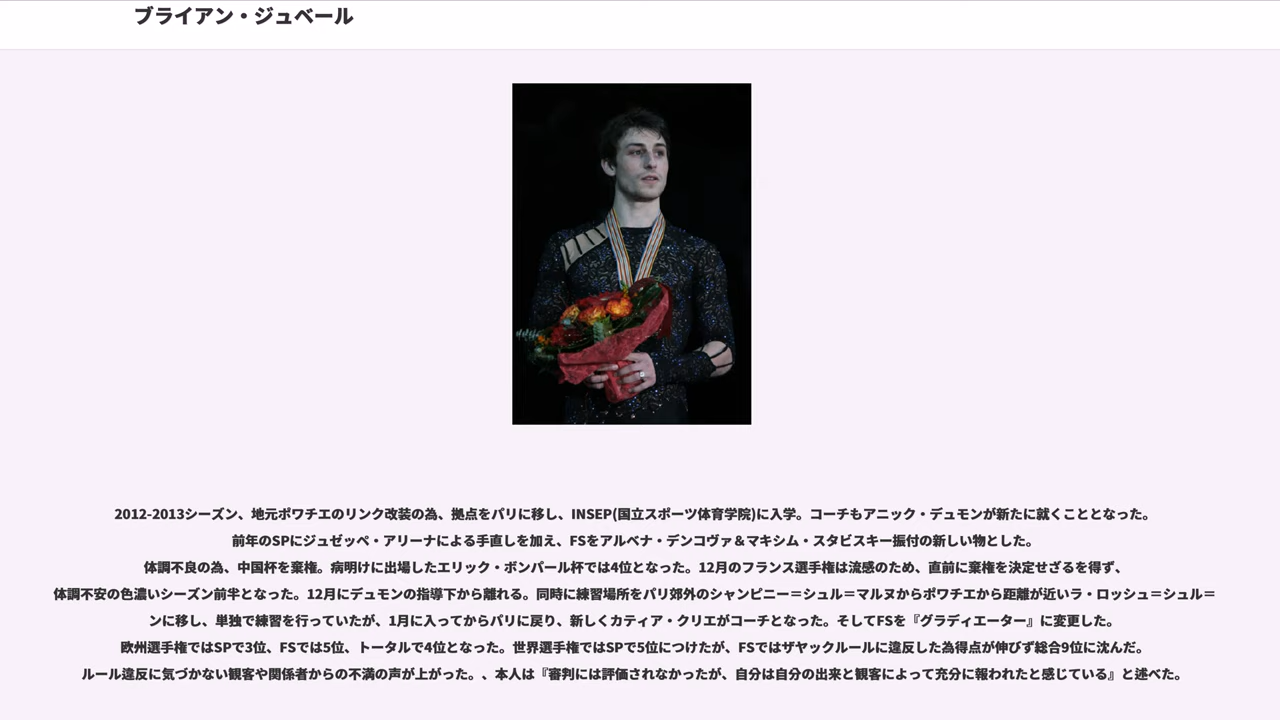 ブライアン・ジュベール
2012-2013シーズン、地元ポワチエのリンク改装の為、拠点をパリに移し、INSEP(国立スポーツ体育学院)に入学。コーチもアニック・デュモンが新たに就くこととなった。
前年のSPにジュゼッペ・アリーナによる手直しを加え、FSをアルベナ・デンコヴァ＆マキシム・スタビスキー振付の新しい物とした。
体調不良の為、中国杯を棄権。病明けに出場したエリック・ボンパール杯では4位となった。12月のフランス選手権は流感のため、直前に棄権を決定せざるを得ず、
体調不安の色濃いシーズン前半となった。12月にデュモンの指導下から離れる。同時に練習場所をパリ郊外のシャンピニー＝シュル＝マルヌからポワチエから距離が近いラ・ロッシュ＝シュル＝
ンに移し、単独で練習を行っていたが、1月に入ってからパリに戻り、新しくカティア・クリエがコーチとなった。そしてFSを『グラディエーター』に変更した。
欧州選手権ではSPで3位、FSでは5位、トータルで4位となった。世界選手権ではSPで5位につけたが、FSではザヤックルールに違反した為得点が伸びず総合9位に沈んだ。
ルール違反に気づかない観客や関係者からの不満の声が上がった。、本人は『審判には評価されなかったが、自分は自分の出来と観客によって充分に報われたと感じている』と述べた。